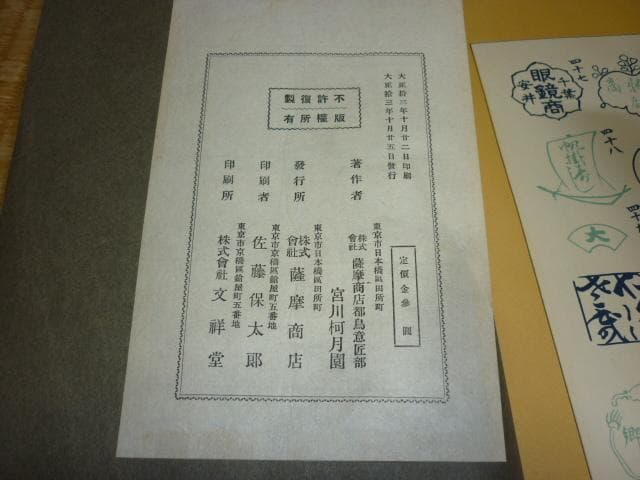 大正拾三年十月廿二日印刷
大正拾三年十月廿五日發行
不許復製
版權所有
定價金參圓
著作者
東京市日本橋區田所町
株式會社 薩摩商店都鳥意匠部
宮川柯月園
發行所
東京市日本橋區田所町
株式會社 薩摩商店
印刷者
東京市京橋區鎗屋町五番地
佐藤保太郎
印刷所
東京市京橋區鎗屋町五番地
株式會社 文祥堂
四十七
千葉
眼鏡商
安井
四十八
大